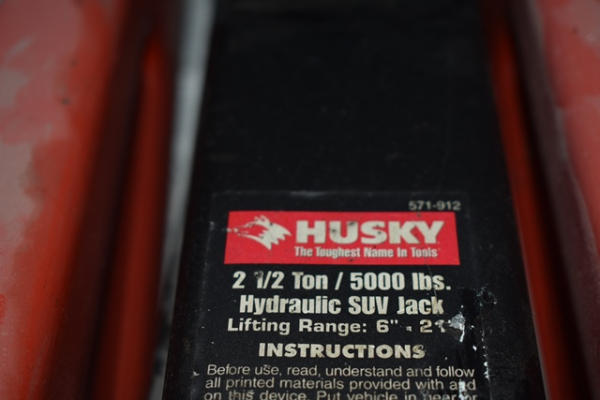 571-912
HUSKY
The Toughest Name In Tools
2 1/2 Ton / 5000 lbs.
Hydraulic SUV Jack
Lifting Range: 6" - 21"
INSTRUCTIONS
Before use, read, understand and follow
all printed materials provided with and
on this device. Put vehicle in